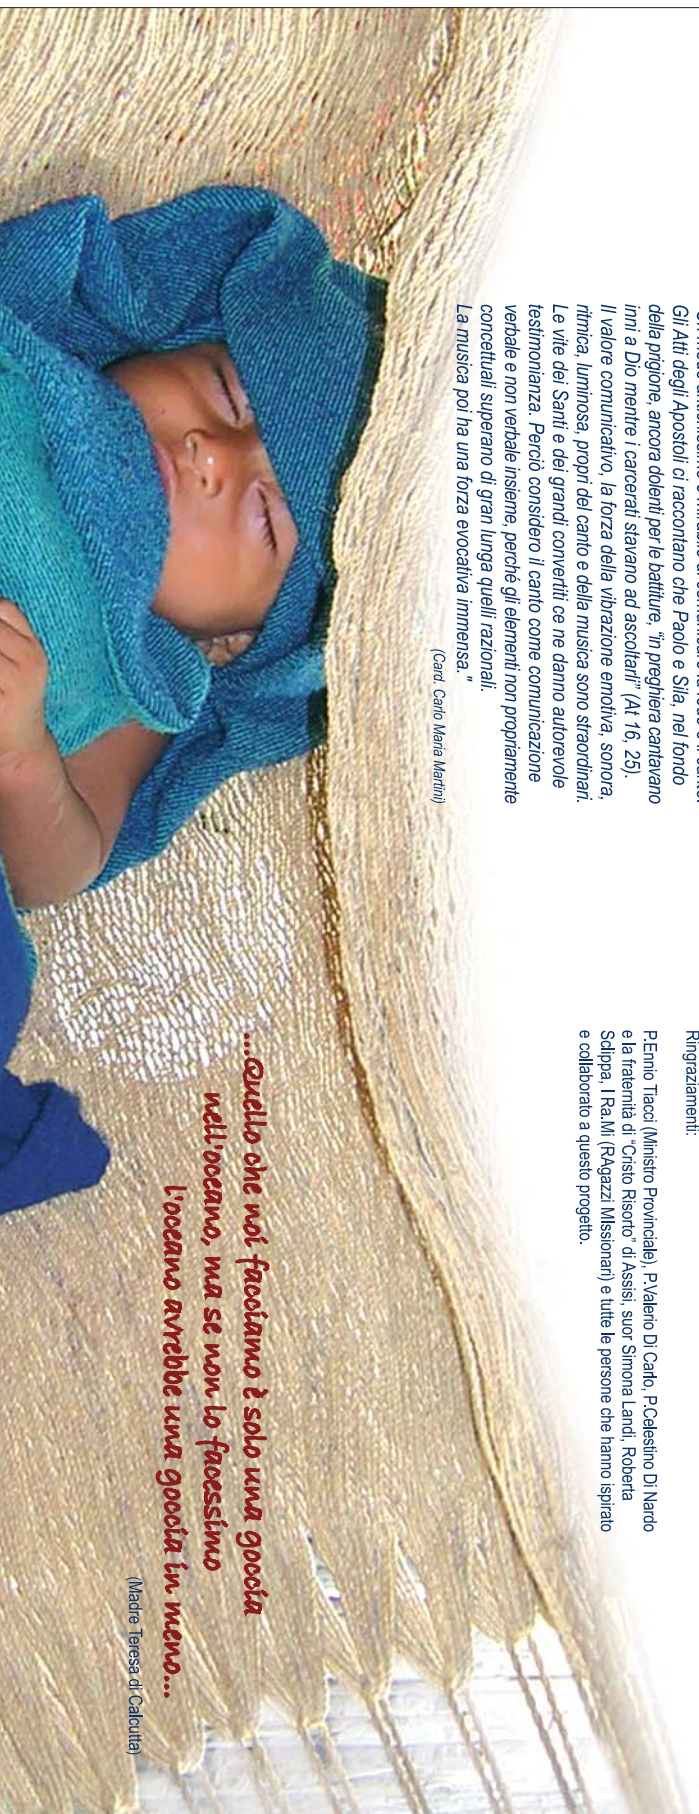 Gli Atti degli Apostoli ci raccontano che Paolo e Sila, nel fondo
della prigione, ancora dolenti per le battiture, "in preghiera cantavano
inni a Dio mentre i carcerati stavano ad ascoltarli" (At 16, 25).
Il valore comunicativo, la forza della vibrazione emotiva, sonora,
ritmica, luminosa, propri del canto e della musica sono straordinari.
Le vite dei Santi e dei grandi convertiti ce ne danno autorevole
testimonianza. Perciò considero il canto come comunicazione
verbale e non verbale insieme, perché gli elementi non propriamente
concettuali superano di gran lunga quelli razionali.
La musica poi ha una forza evocativa immensa."
(Card. Carlo Maria Martini)
Ringraziamenti:
P.Ennio Tiacci (Ministro Provinciale), P.Valerio Di Carlo, P.Celestino Di Nardo
e la fraternità di "Cristo Risorto" di Assisi, suor Simona Landi, Roberta
Sclippa, I Ra.Mi (RAgazzi MIssionari) e tutte le persone che hanno ispirato
e collaborato a questo progetto.
...Quello che noi facciamo è solo una goccia
nell'oceano, ma se non lo facessimo
l'oceano avrebbe una goccia in meno...
(Madre Teresa di Calcutta)